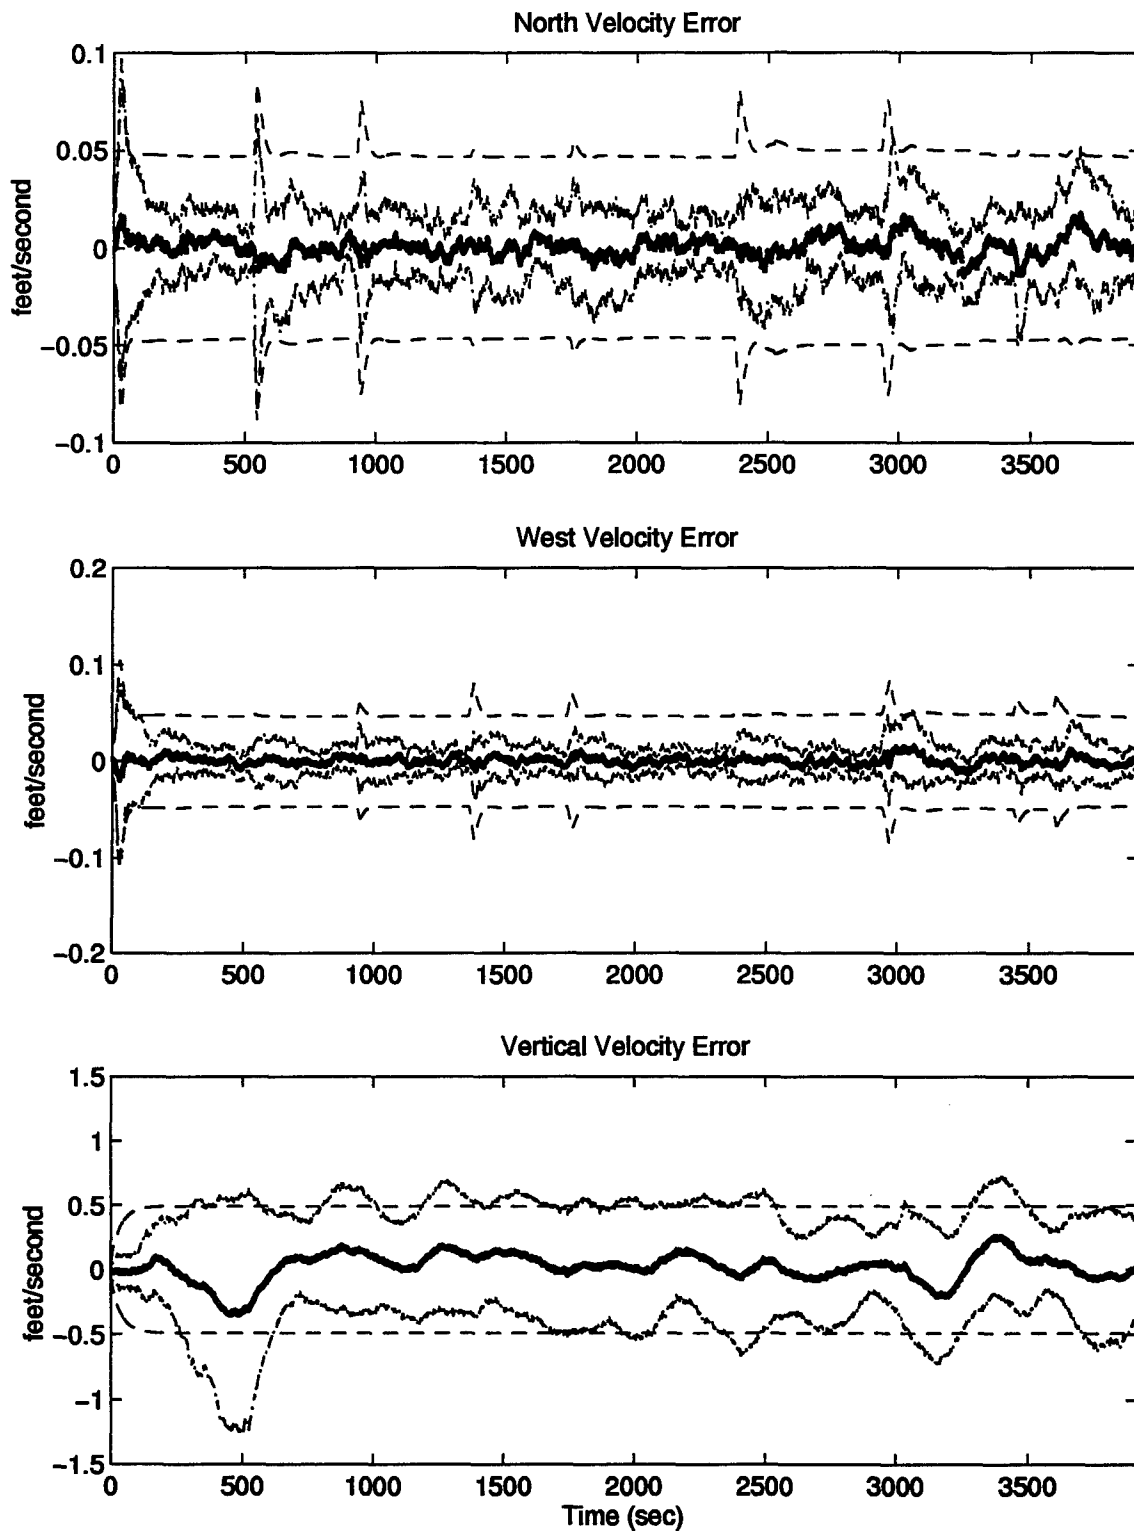 North Velocity Error
0.1
0.05
0
−0.05
−0.1
feet/second
0 500 1000 1500 2000 2500 3000 3500
West Velocity Error
0.2
0.1
0
−0.1
−0.2
feet/second
0 500 1000 1500 2000 2500 3000 3500
Vertical Velocity Error
1.5
1
0.5
0
−0.5
−1
−1.5
feet/second
0 500 1000 1500 2000 2500 3000 3500
Time (sec)